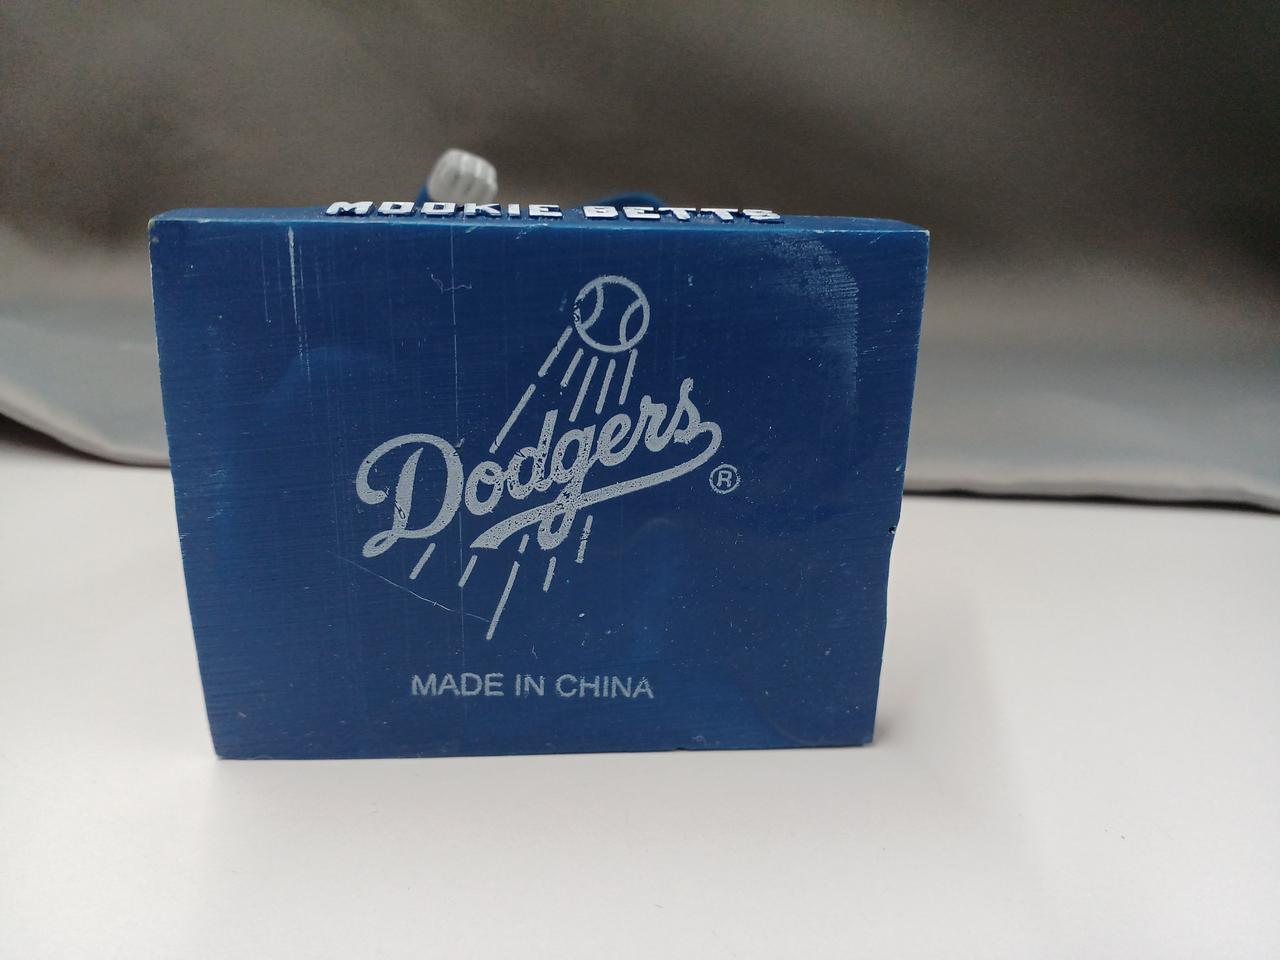 MOOKIE BETTS
Dodgers
®
MADE IN CHINA